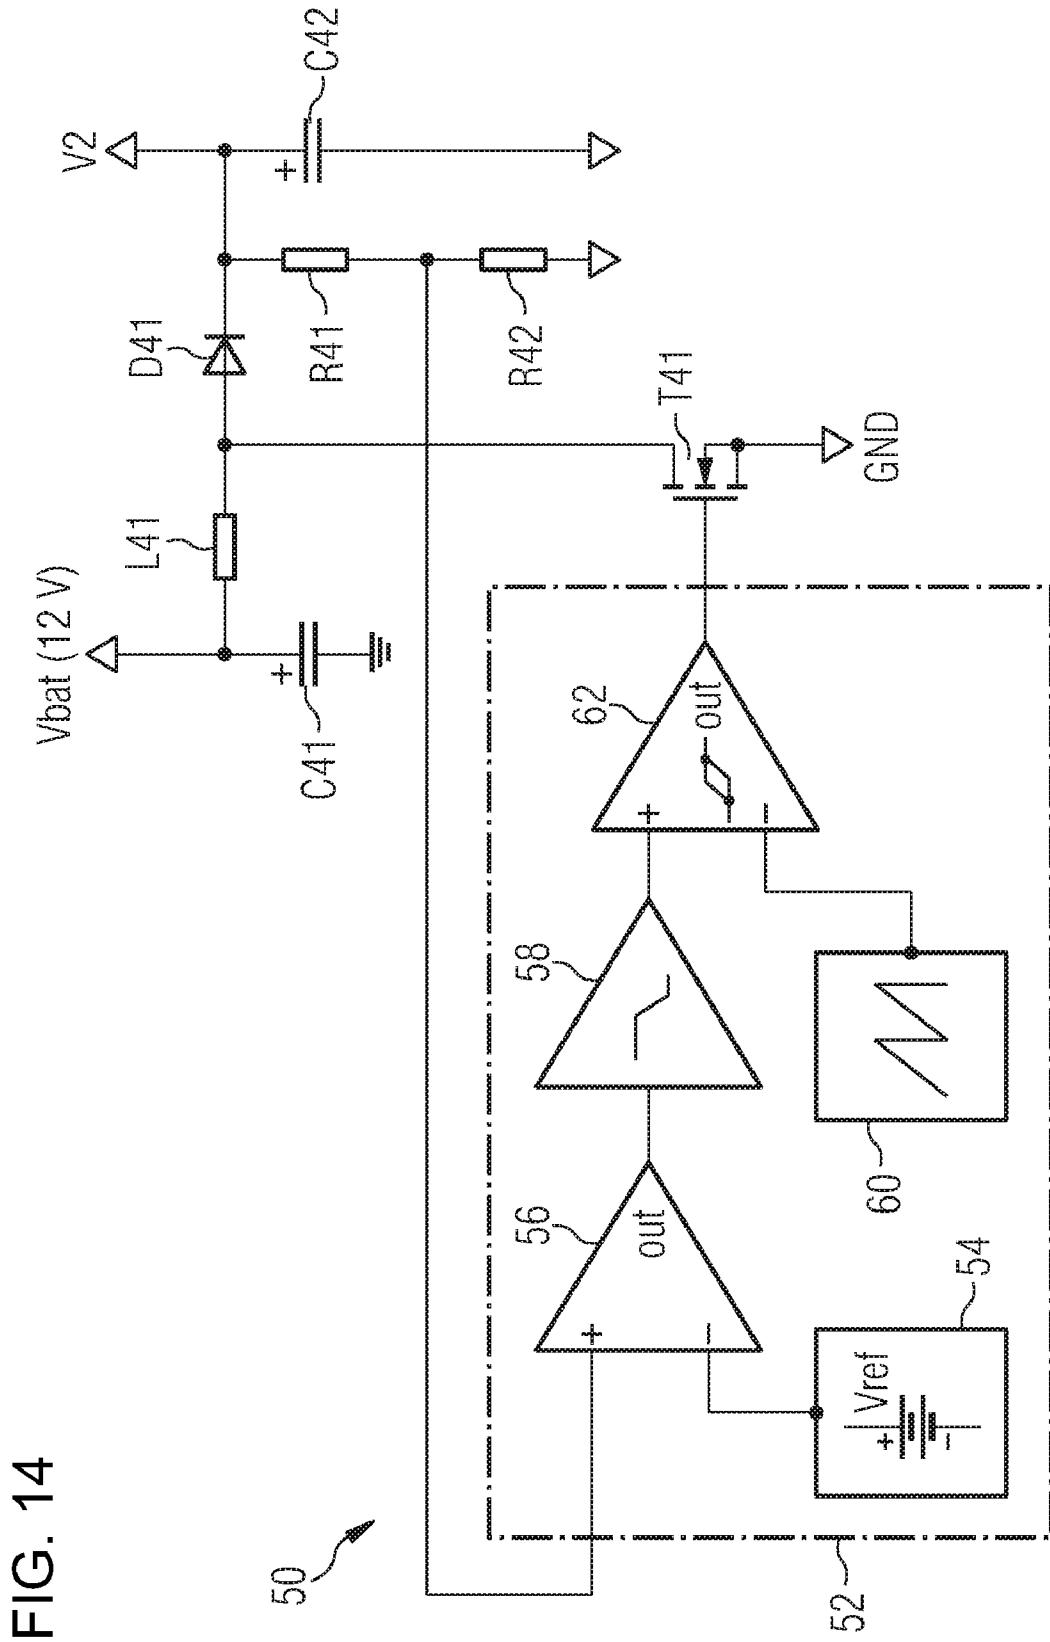 FIG. 14
50
Vbat (12 V)
L41
D41
V2
C41
+
R41
+
C42
R42
T41
GND
52
56
+
−
out
58
62
+
−
out
54
Vref
+
−
60